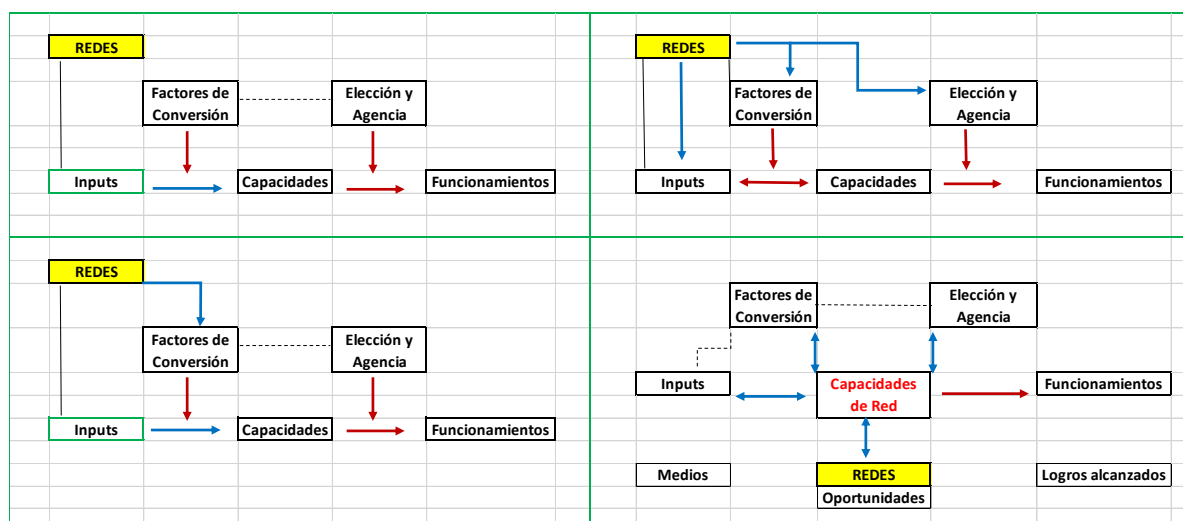 REDES
Factores de
Conversión
Elección y
Agencia
Inputs
Capacidades
Funcionamientos
REDES
Factores de
Conversión
Elección y
Agencia
Inputs
Capacidades
Funcionamientos
REDES
Factores de
Conversión
Elección y
Agencia
Inputs
Capacidades
Funcionamientos
Factores de
Conversión
Elección y
Agencia
Inputs
Capacidades
de Red
Funcionamientos
Medios
REDES
Logros alcanzados
Oportunidades